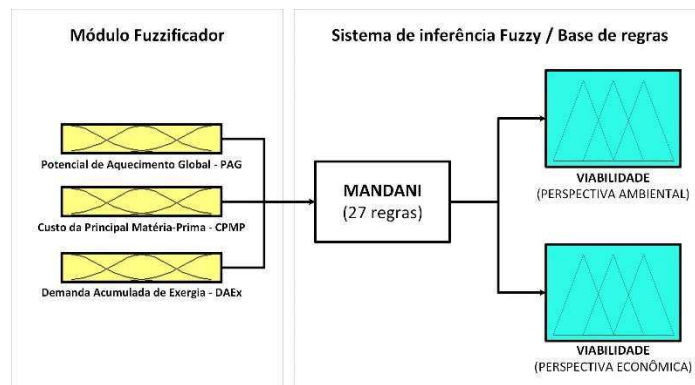 Módulo Fuzzificador
Potencial de Aquecimento Global - PAG
Custo da Principal Matéria-Prima - CPMP
Demanda Acumulada de Exergia - DAEx
Sistema de inferência Fuzzy / Base de regras
MANDANI
(27 regras)
VIABILIDADE
(PERSPECTIVA AMBIENTAL)
VIABILIDADE
(PERSPECTIVA ECONÔMICA)